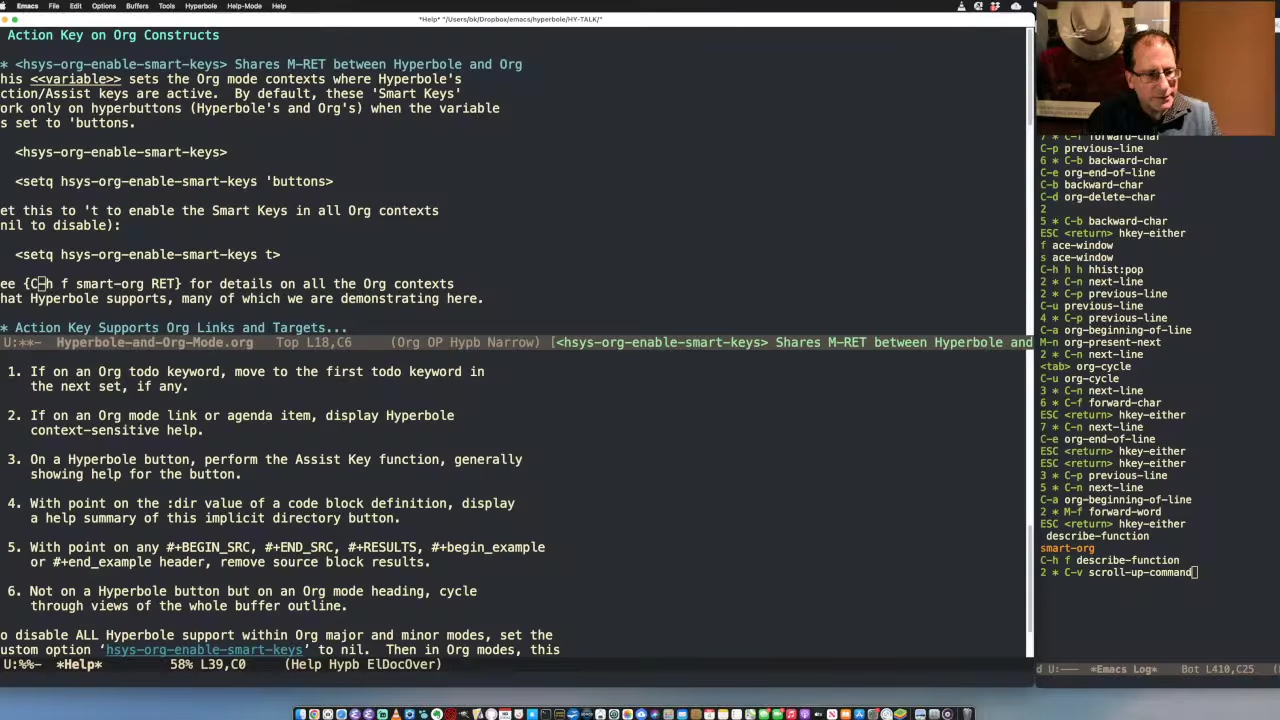 Emacs File Edit Options Buffers Tools Hyperbole Help-Mode Help
*Help* "/Users/bk/Dropbox/emacs/hyperbole/HY-TALK/"
Action Key on Org Constructs
* <hsys-org-enable-smart-keys> Shares M-RET between Hyperbole and Org
his <<variable>> sets the Org mode contexts where Hyperbole's
ction/Assist keys are active.  By default, these 'Smart Keys'
ork only on hyperbuttons (Hyperbole's and Org's) when the variable
s set to 'buttons.
<hsys-org-enable-smart-keys>
<setq hsys-org-enable-smart-keys 'buttons>
et this to 't to enable the Smart Keys in all Org contexts
nil to disable):
<setq hsys-org-enable-smart-keys t>
ee {C-h f smart-org RET} for details on all the Org contexts
hat Hyperbole supports, many of which we are demonstrating here.
* Action Key Supports Org Links and Targets...
U:**-  Hyperbole-and-Org-Mode.org   Top L18,C6     (Org OP Hypb Narrow) [<hsys-org-enable-smart-keys> Shares M-RET between Hyperbole and
1.  If on an Org todo keyword, move to the first todo keyword in
the next set, if any.
2.  If on an Org mode link or agenda item, display Hyperbole
context-sensitive help.
3.  On a Hyperbole button, perform the Assist Key function, generally
showing help for the button.
4.  With point on the :dir value of a code block definition, display
a help summary of this implicit directory button.
5.  With point on any #+BEGIN_SRC, #+END_SRC, #+RESULTS, #+begin_example
or #+end_example header, remove source block results.
6.  Not on a Hyperbole button but on an Org mode heading, cycle
through views of the whole buffer outline.
o disable ALL Hyperbole support within Org major and minor modes, set the
ustom option ‘hsys-org-enable-smart-keys’ to nil.  Then in Org modes, this
U:%%-  *Help*         58% L39,C0     (Help Hypb ElDocOver)
7 * C-f forward-char
C-p previous-line
6 * C-b backward-char
C-e org-end-of-line
C-b backward-char
C-d org-delete-char
2
5 * C-b backward-char
ESC <return> hkey-either
f ace-window
s ace-window
C-h h h hhist:pop
2 * C-n next-line
2 * C-p previous-line
C-u previous-line
4 * C-p previous-line
C-a org-beginning-of-line
M-n org-present-next
2 * C-n next-line
<tab> org-cycle
C-u org-cycle
3 * C-n next-line
6 * C-f forward-char
ESC <return> hkey-either
7 * C-n next-line
C-e org-end-of-line
ESC <return> hkey-either
ESC <return> hkey-either
3 * C-p previous-line
5 * C-n next-line
C-a org-beginning-of-line
2 * M-f forward-word
ESC <return> hkey-either
describe-function
smart-org
C-h f describe-function
2 * C-v scroll-up-command
d U:---  *Emacs Log*    Bot L410,C25